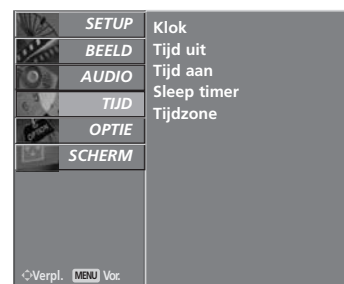 SETUP
BEELD
AUDIO
TIJD
OPTIE
SCHERM
Verpl. MENU Vor.
Klok
Tijd uit
Tijd aan
Sleep timer
Tijdzone